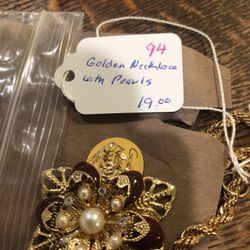 94
Golden Necklace
with Pearls
19.00